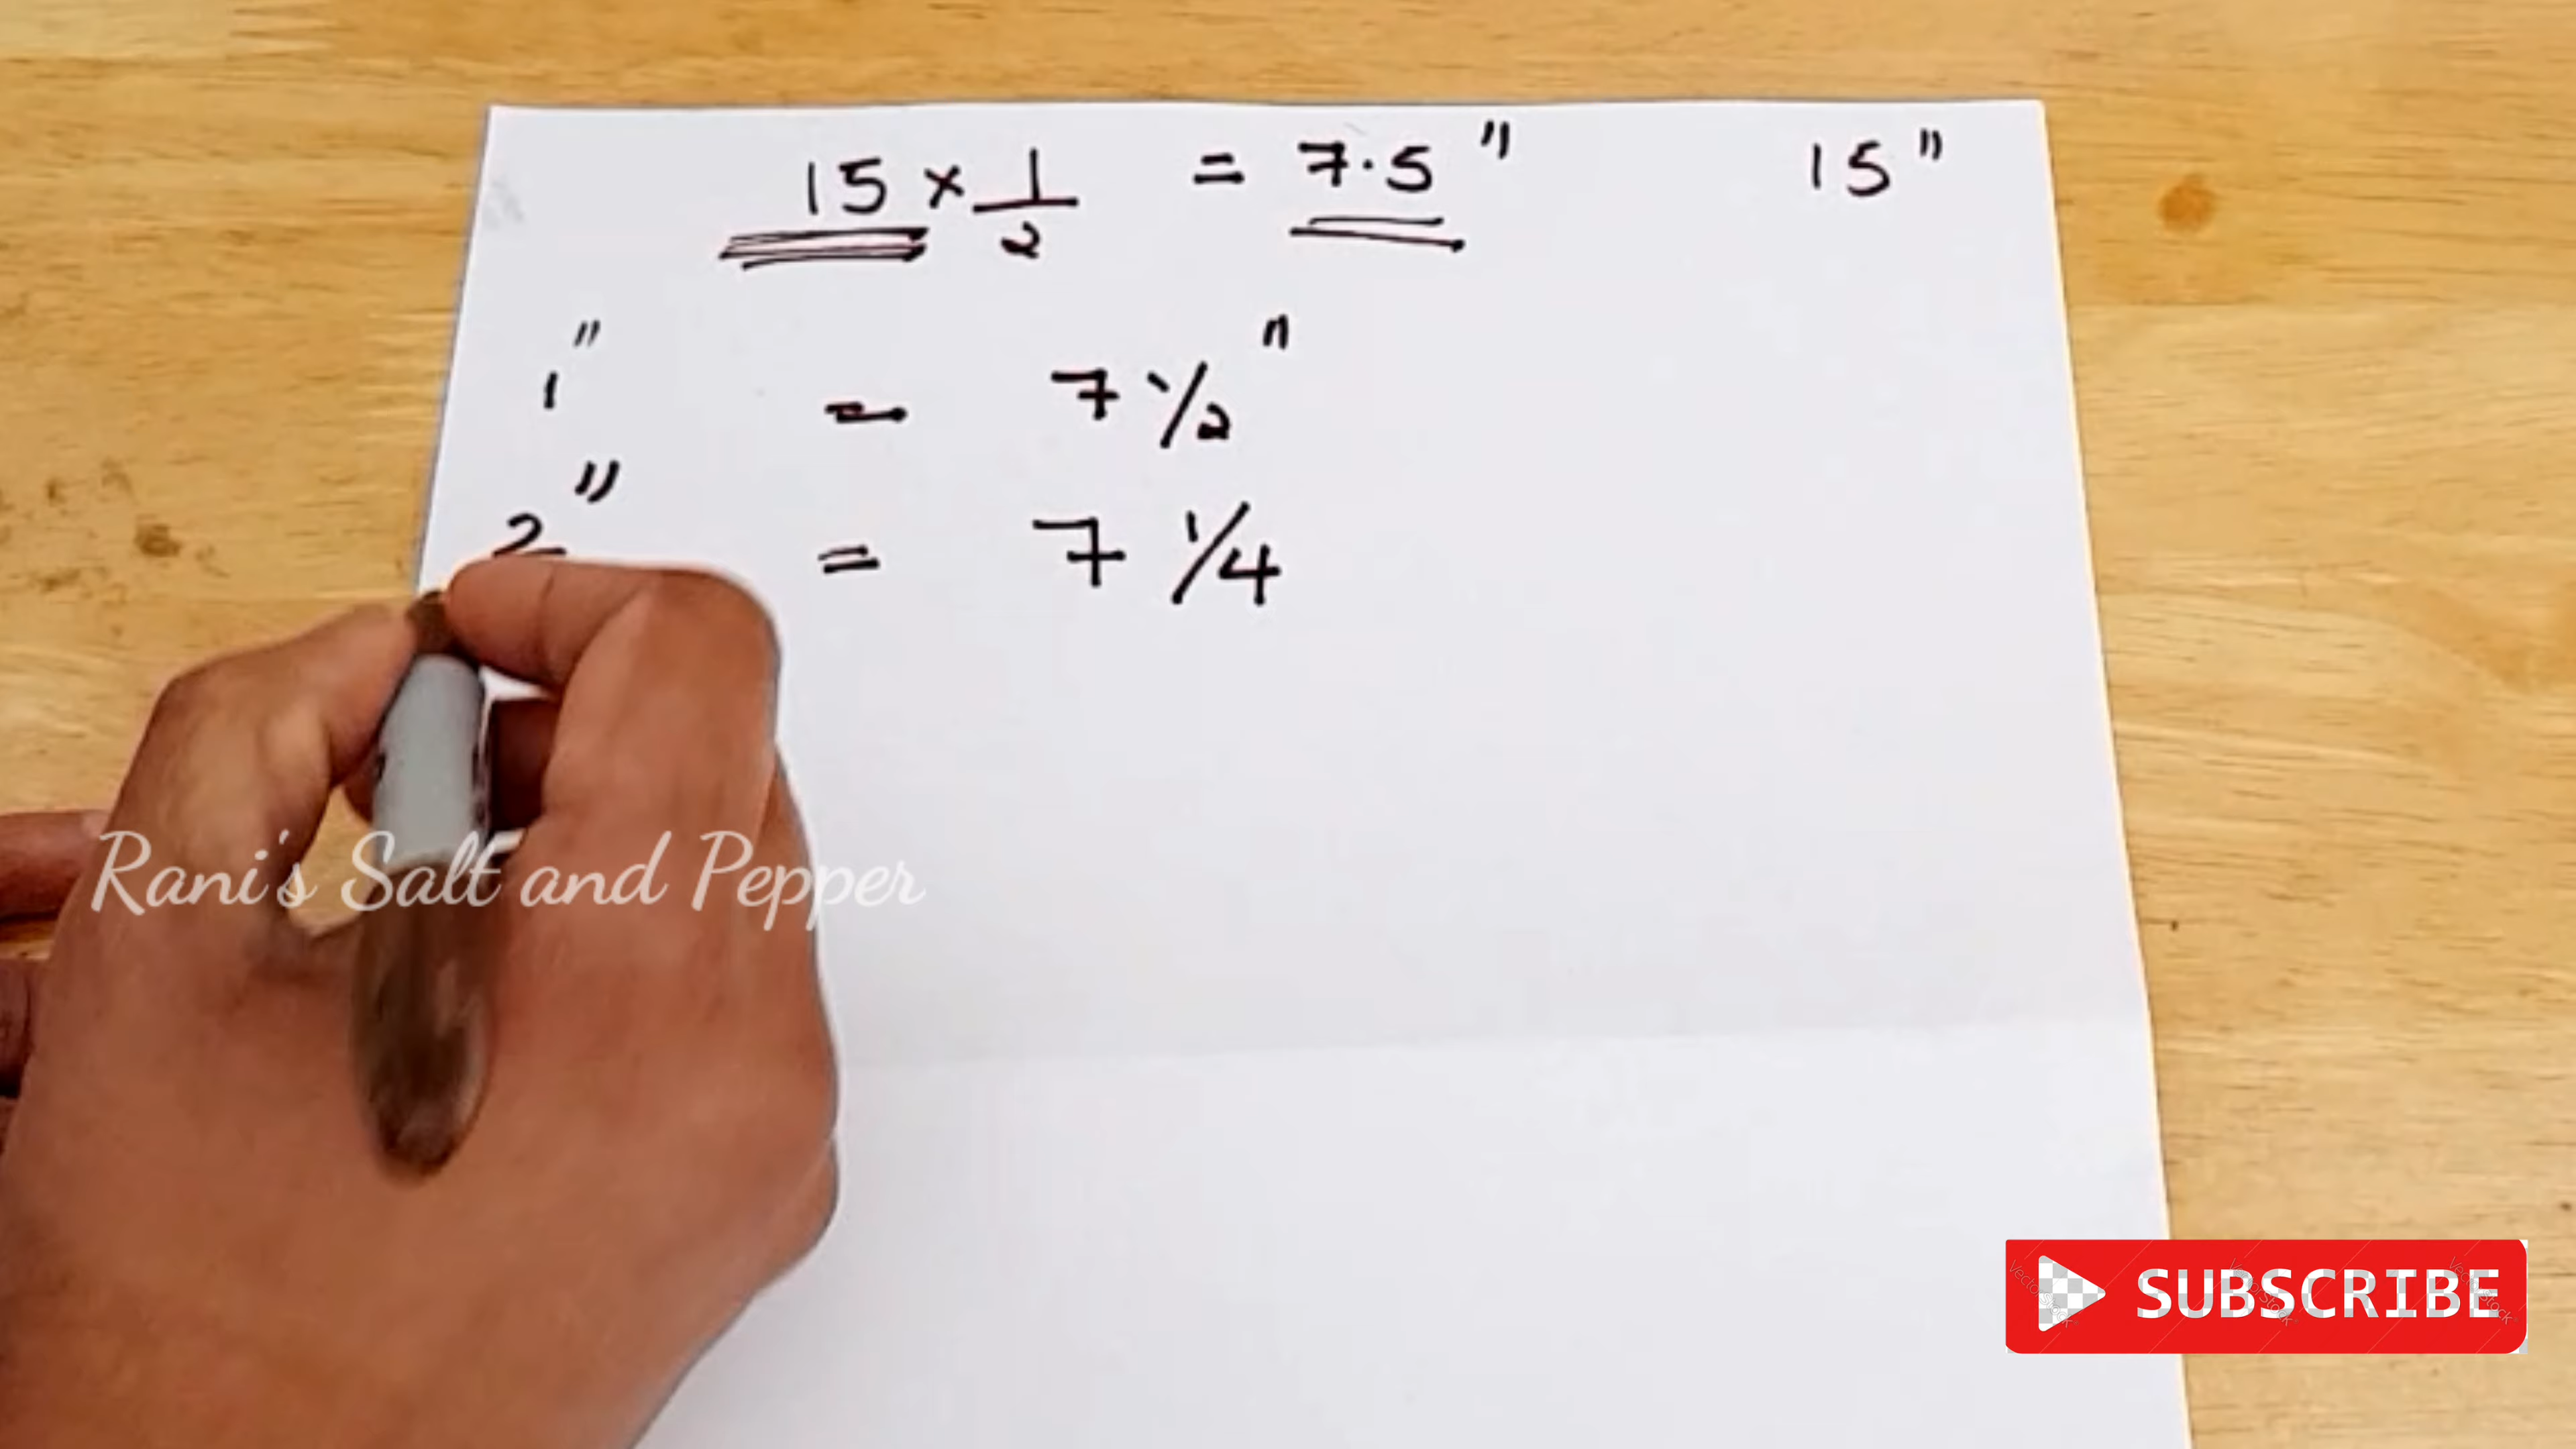 15 × 1/2 = 7.5" 15"
1" = 7 1/2"
2" = 7 1/4
Rani's Salt and Pepper
SUBSCRIBE